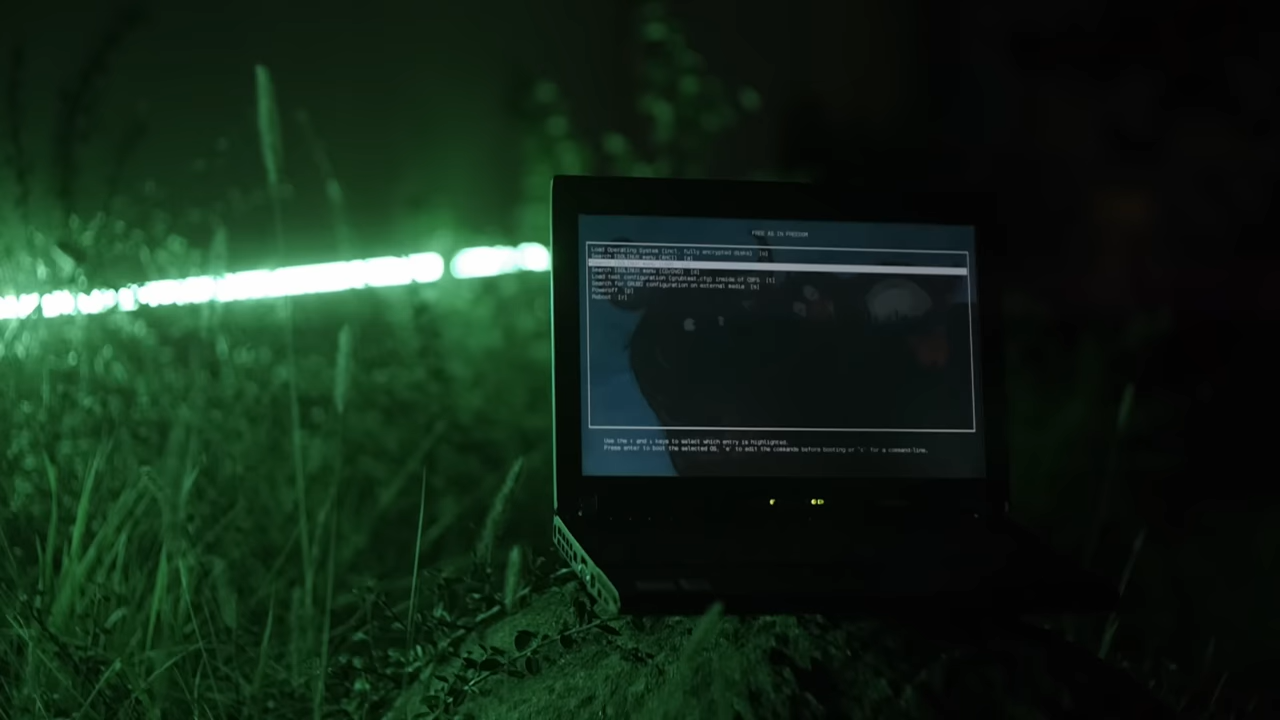 FREE AS IN FREEDOM
Load Operating System (incl. fully encrypted disks)  [o]
Search ISOLINUX menu (AHCI)  [a]
Search ISOLINUX menu (CD/DVD)  [d]
Load test configuration (grubtest.cfg) inside of CBFS  [t]
Search for GRUB2 configuration on external media  [s]
Poweroff  [p]
Reboot  [r]
Use the ↑ and ↓ keys to select which entry is highlighted.
Press enter to boot the selected OS, `e' to edit the commands before booting or `c' for a command-line.